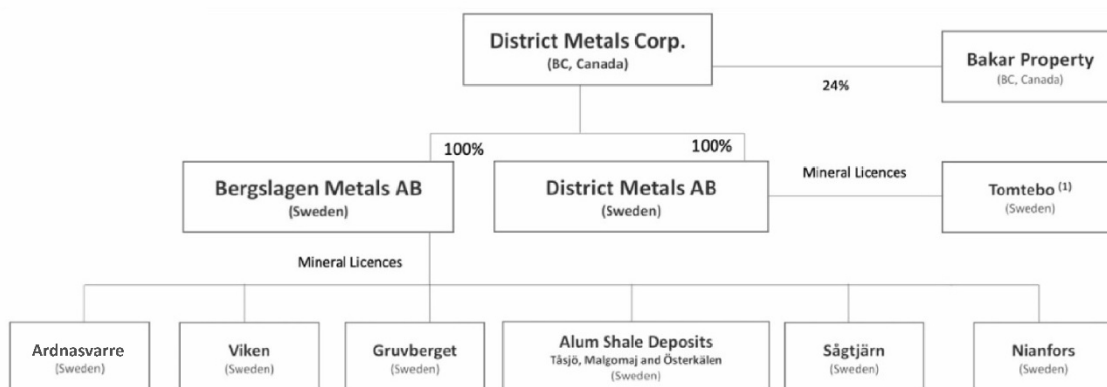 District Metals Corp.
(BC, Canada)
Bakar Property
(BC, Canada)
24%
100%
100%
Bergslagen Metals AB
(Sweden)
District Metals AB
(Sweden)
Mineral Licences
Tomtebo (1)
(Sweden)
Mineral Licences
Ardnasvarre
(Sweden)
Viken
(Sweden)
Gruvberget
(Sweden)
Alum Shale Deposits
Tåsjö, Malgomaj and Österkälen
(Sweden)
Sågtjärn
(Sweden)
Nianfors
(Sweden)